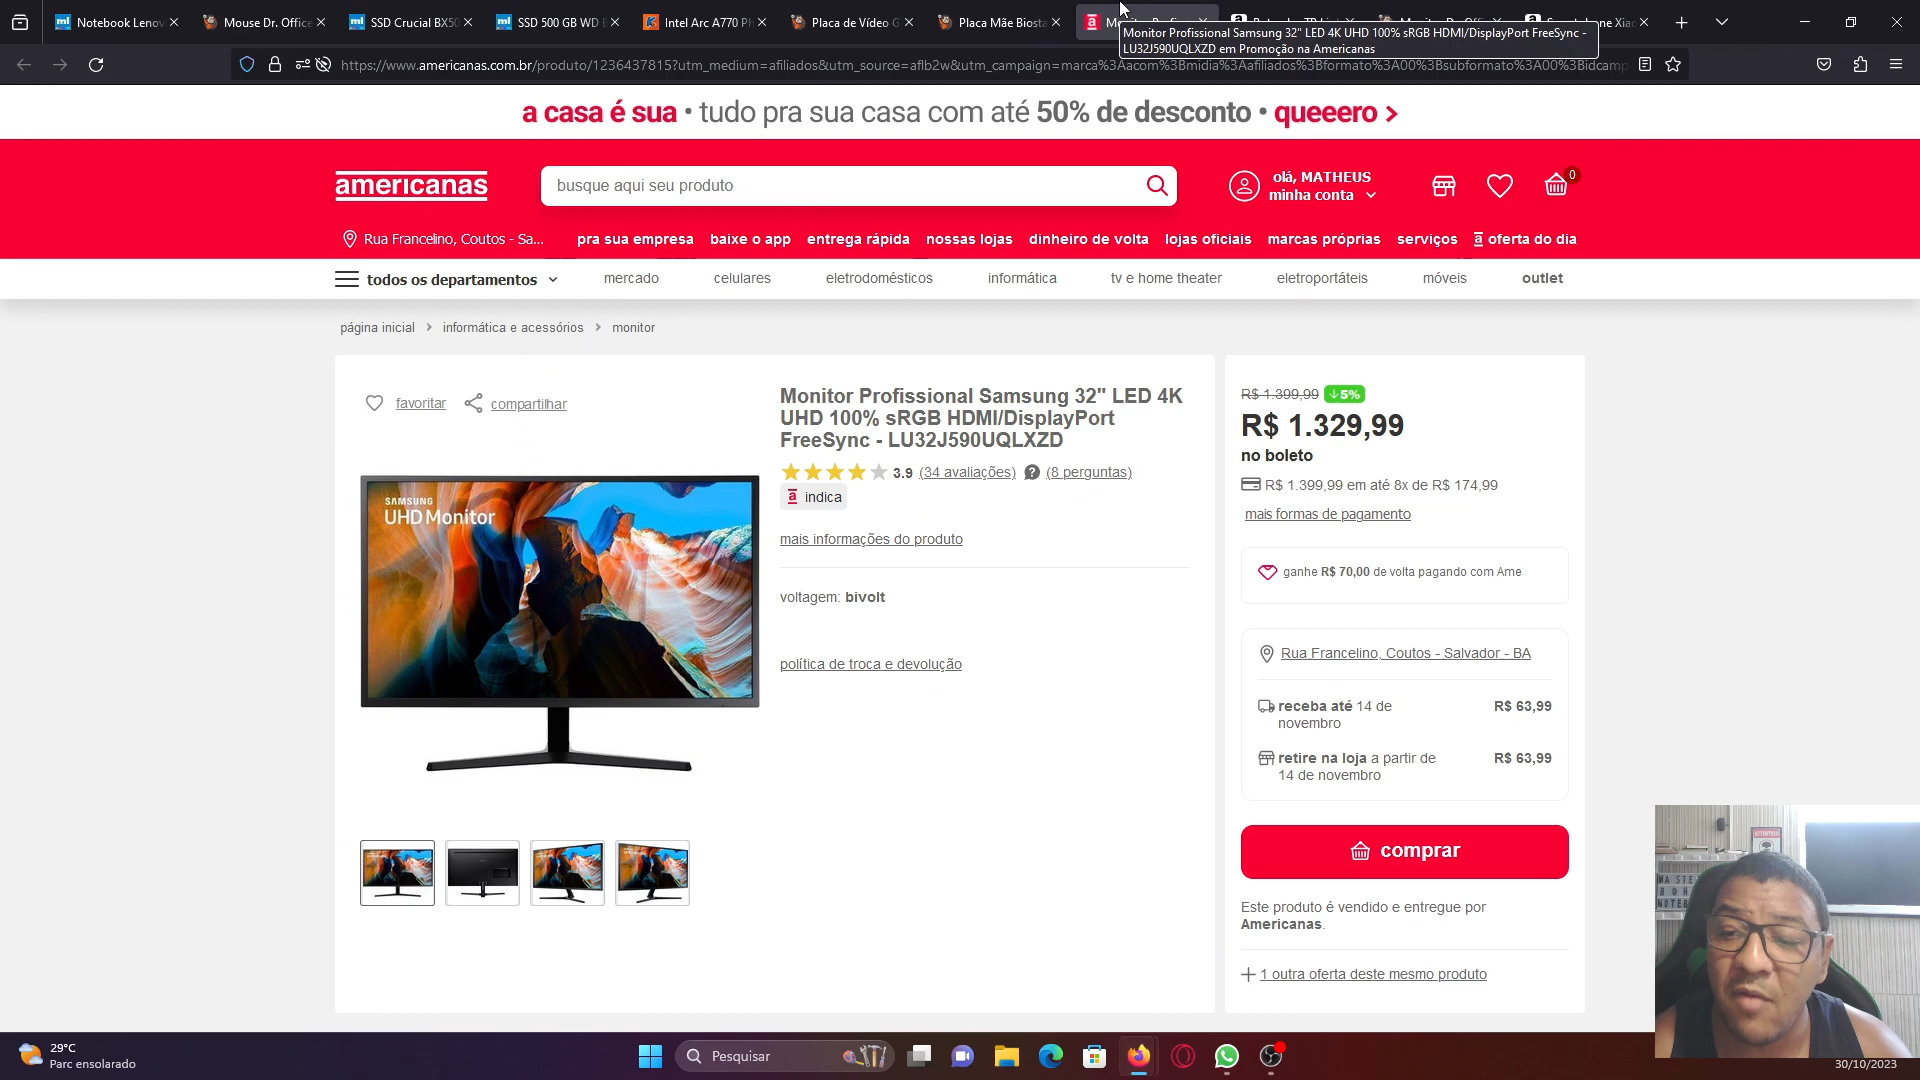 Notebook Lenov
Mouse Dr. Office
SSD Crucial BX50
SSD 500 GB WD B
Intel Arc A770 Ph
Placa de Vídeo G
Placa Mãe Biosta
Monitor Profissional Samsung 32" LED 4K UHD 100% sRGB HDMI/DisplayPort FreeSync -
LU32J590UQLXZD em Promoção na Americanas
https://www.americanas.com.br/produto/1236437815?utm_medium=afiliados&utm_source=aflb2w&utm_campaign=marca%3Aacom%3Bmidia%3Aafiliados%3Bformato%3A00%3Bsubformato%3A00%3Bidcamp
a casa é sua • tudo pra sua casa com até 50% de desconto • queeero >
americanas
busque aqui seu produto
olá, MATHEUS
minha conta
0
Rua Francelino, Coutos - Sa...
pra sua empresa
baixe o app
entrega rápida
nossas lojas
dinheiro de volta
lojas oficiais
marcas próprias
serviços
a oferta do dia
todos os departamentos
mercado
celulares
eletrodomésticos
informática
tv e home theater
eletroportáteis
móveis
outlet
página inicial > informática e acessórios > monitor
favoritar
compartilhar
Monitor Profissional Samsung 32" LED 4K
UHD 100% sRGB HDMI/DisplayPort
FreeSync - LU32J590UQLXZD
3.9 (34 avaliações) ? (8 perguntas)
a indica
mais informações do produto
voltagem: bivolt
política de troca e devolução
SAMSUNG
UHD Monitor
R$ 1.399,99 ↓5%
R$ 1.329,99
no boleto
R$ 1.399,99 em até 8x de R$ 174,99
mais formas de pagamento
ganhe R$ 70,00 de volta pagando com Ame
Rua Francelino, Coutos - Salvador - BA
receba até 14 de
novembro
R$ 63,99
retire na loja a partir de
14 de novembro
R$ 63,99
comprar
Este produto é vendido e entregue por
Americanas.
+ 1 outra oferta deste mesmo produto
29°C
Parc ensolarado
Pesquisar
30/10/2023